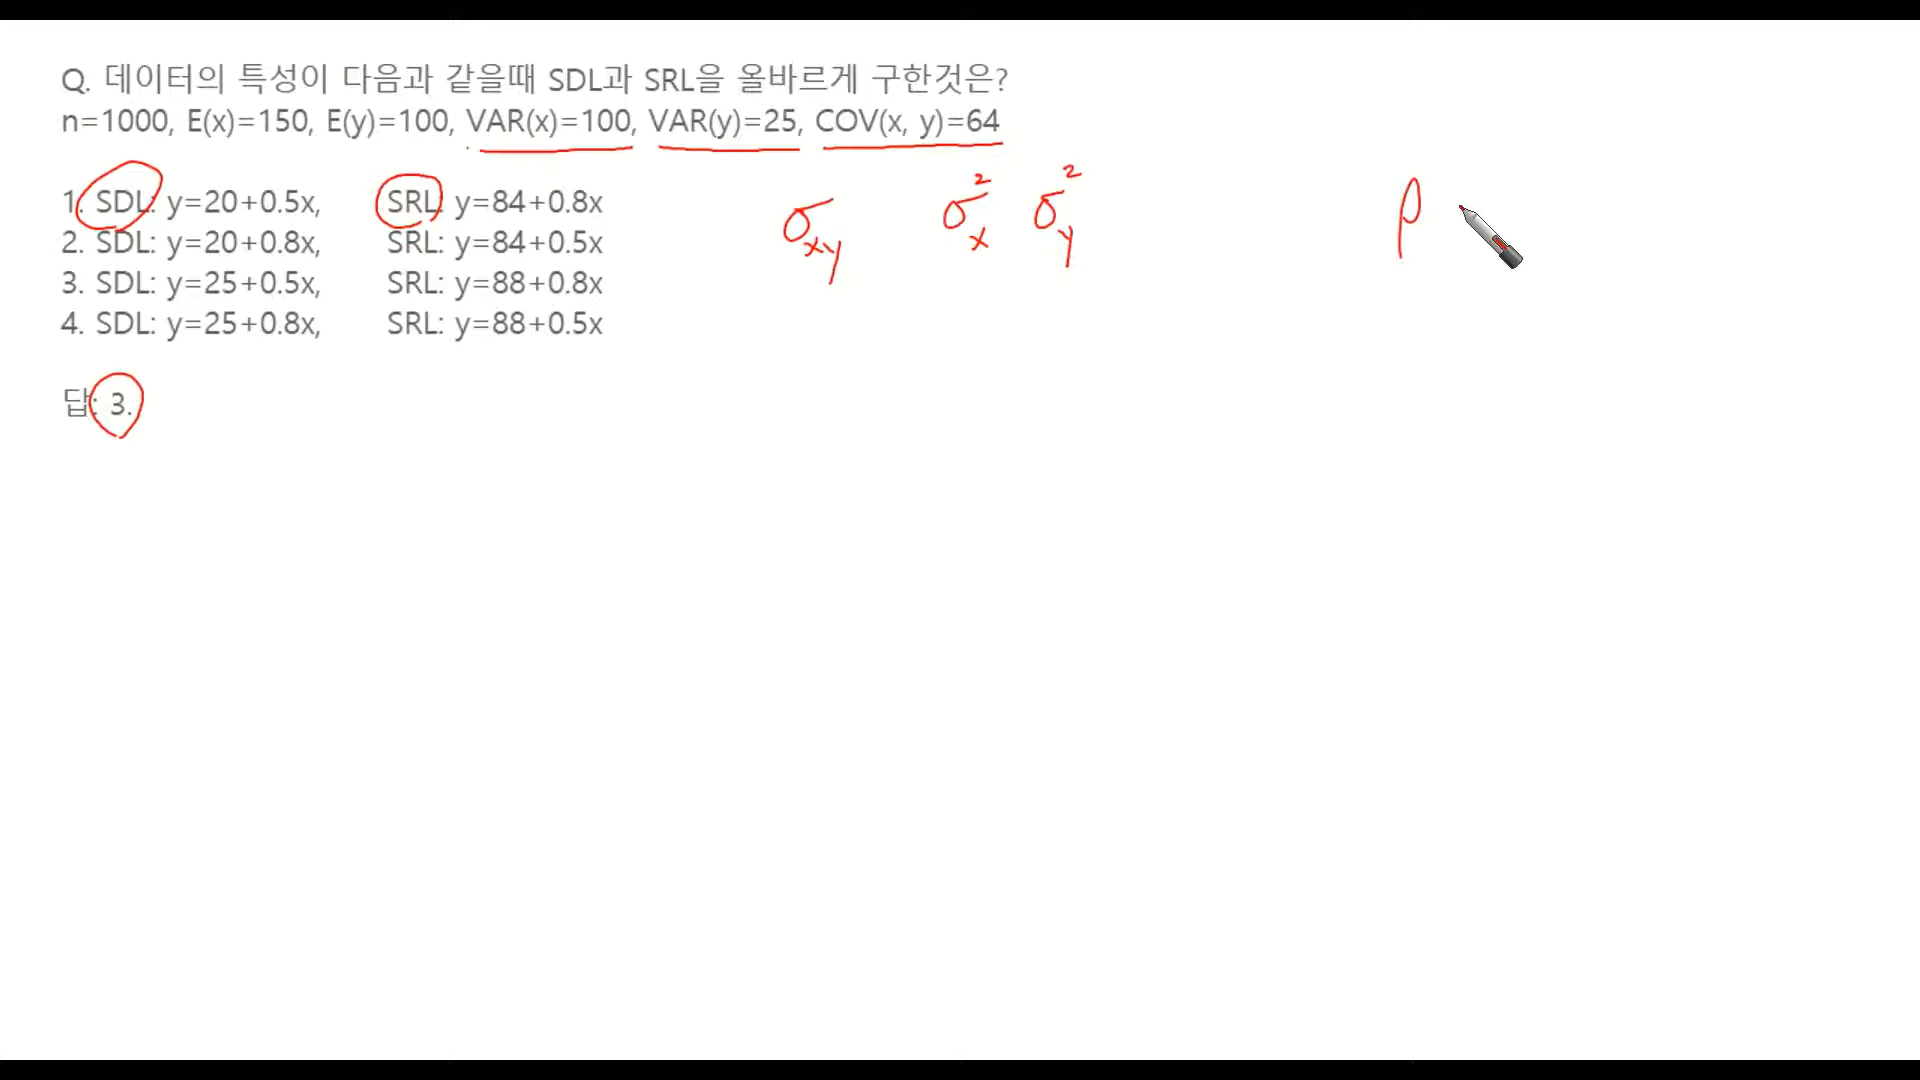 Q. 데이터의 특성이 다음과 같을때 SDL과 SRL을 올바르게 구한것은?
n=1000, E(x)=150, E(y)=100, VAR(x)=100, VAR(y)=25, COV(x, y)=64
1. SDL: y=20+0.5x, SRL: y=84+0.8x
2. SDL: y=20+0.8x, SRL: y=84+0.5x
3. SDL: y=25+0.5x, SRL: y=88+0.8x
4. SDL: y=25+0.8x, SRL: y=88+0.5x
답: 3.
σxy σx² σy² ρ